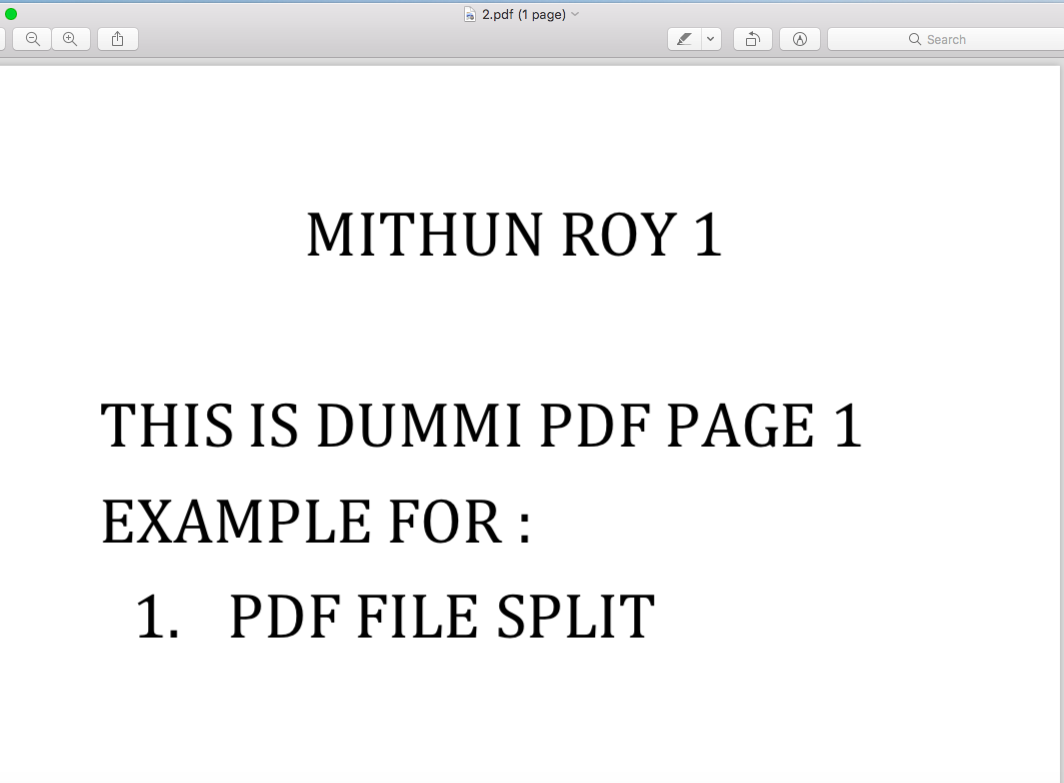 2.pdf (1 page)
Search
MITHUN ROY 1
THIS IS DUMMI PDF PAGE 1
EXAMPLE FOR :
1. PDF FILE SPLIT